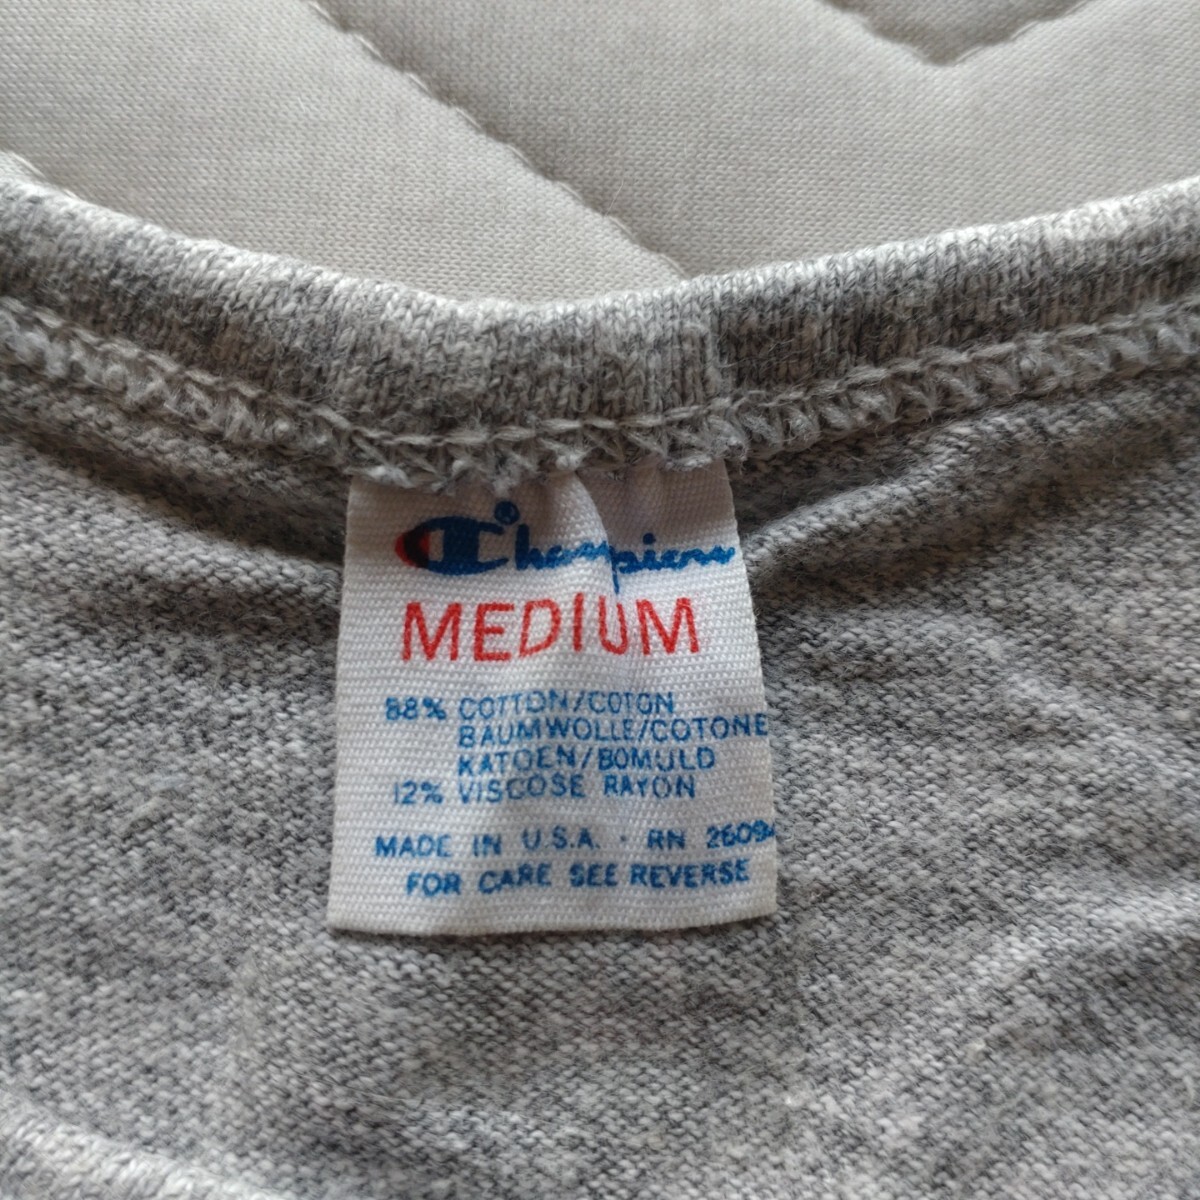 Champion®
MEDIUM
88% COTTON/COTON
BAUMWOLLE/COTONE
KATOEN/BOMULD
12% VISCOSE RAYON
MADE IN U.S.A. · RN 26094
FOR CARE SEE REVERSE